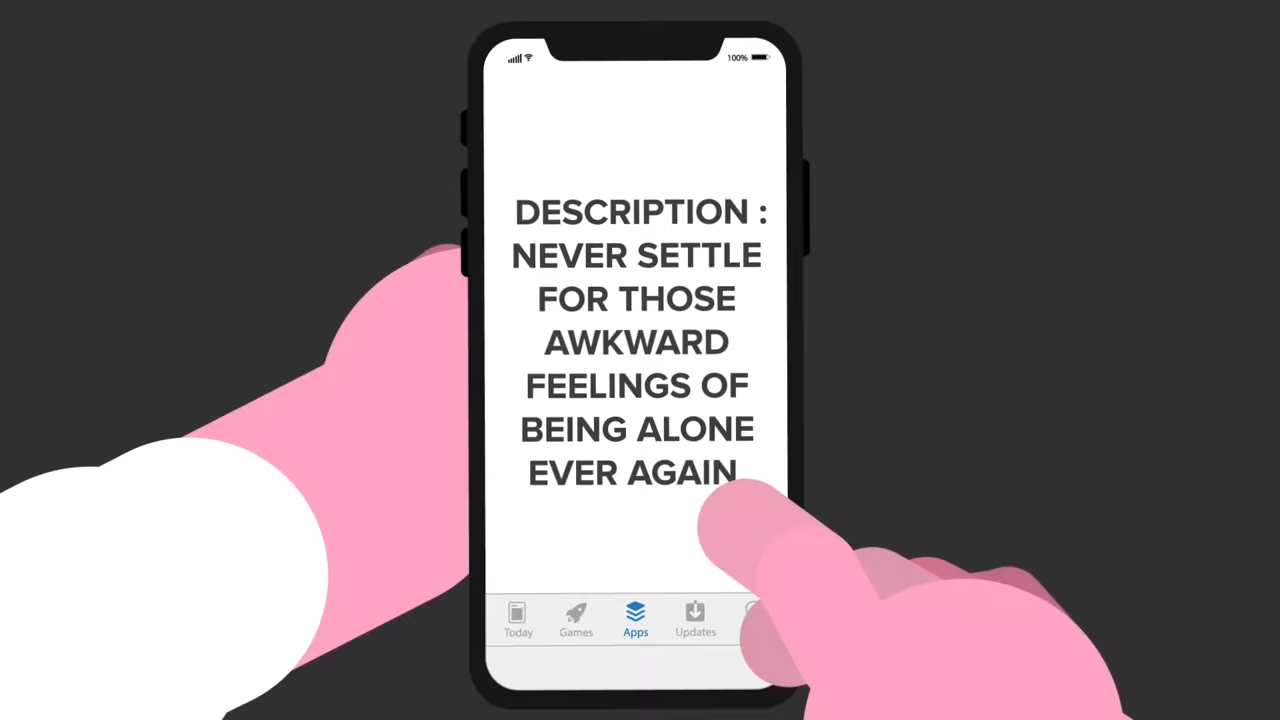 100%
DESCRIPTION :
NEVER SETTLE
FOR THOSE
AWKWARD
FEELINGS OF
BEING ALONE
EVER AGAIN
Today Games Apps Updates